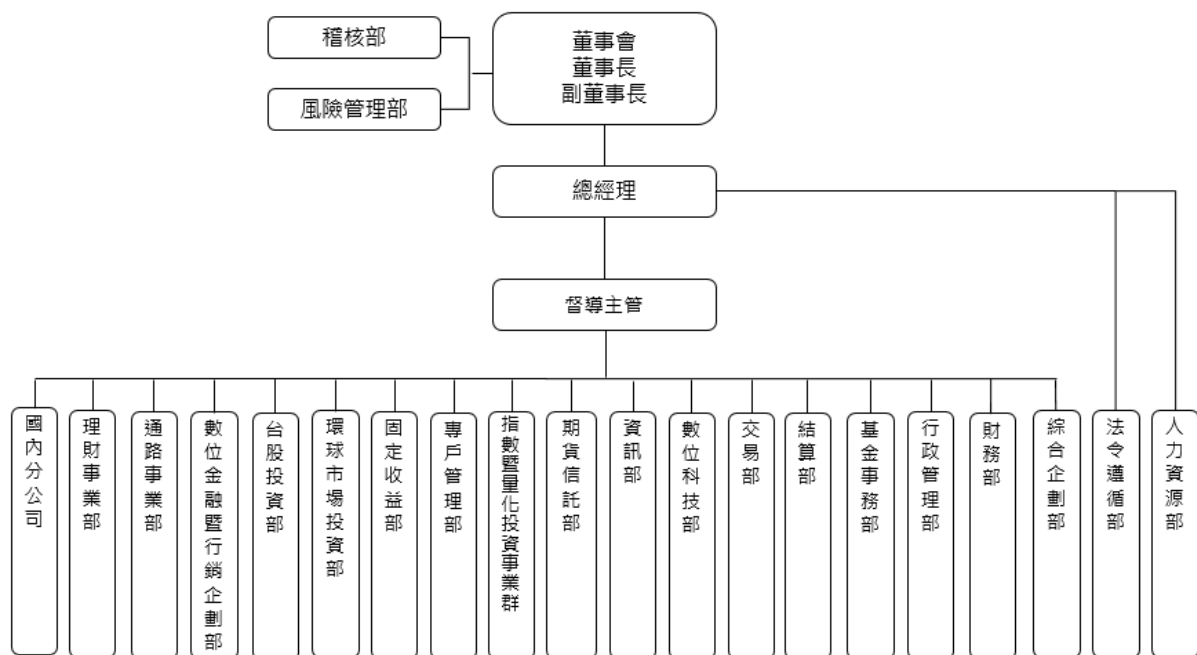 稽核部
董事會
董事長
副董事長
風險管理部
總經理
督導主管
國內分公司
理財事業部
通路事業部
數位金融暨行銷企劃部
台股投資部
環球市場投資部
固定收益部
專戶管理部
指數暨量化投資事業群
期貨信託部
資訊部
數位科技部
交易部
結算部
基金事務部
行政管理部
財務部
綜合企劃部
法令遵循部
人力資源部